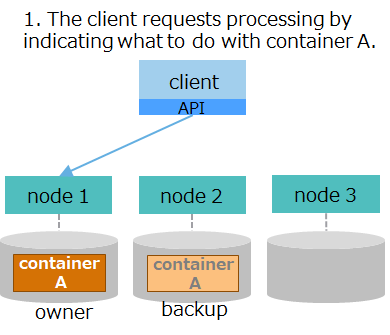 1. The client requests processing by
indicating what to do with container A.
client
API
node 1
node 2
node 3
container
A
container
A
owner
backup